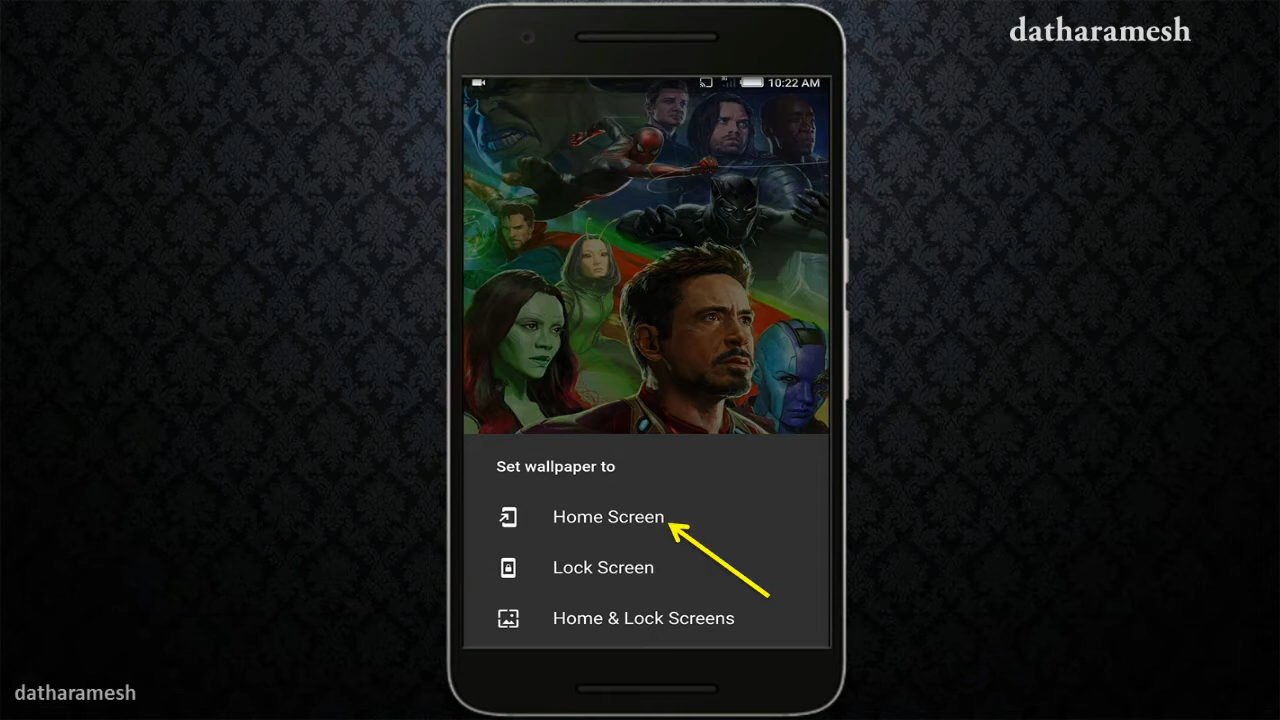 datharamesh
10:22 AM
Set wallpaper to
Home Screen
Lock Screen
Home & Lock Screens
datharamesh